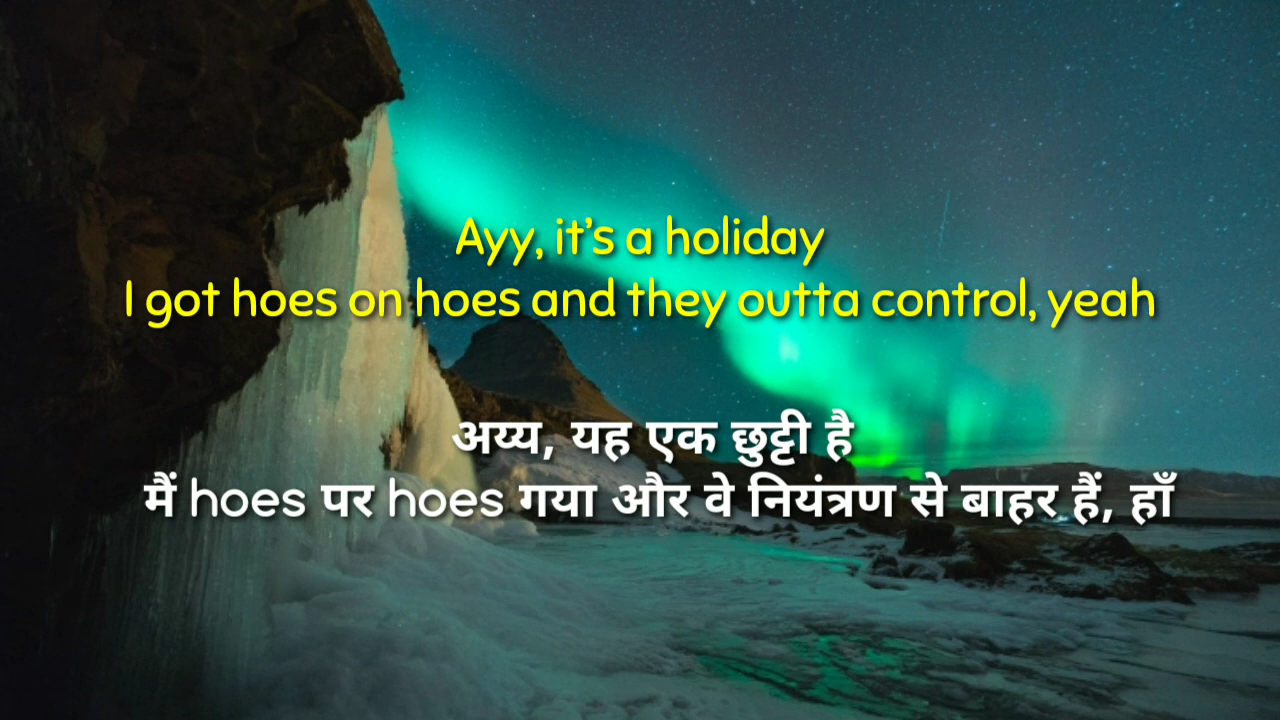 Ayy, it’s a holiday
I got hoes on hoes and they outta control, yeah
अय्य, यह एक छुट्टी है
मैं hoes पर hoes गया और वे नियंत्रण से बाहर हैं, हाँ